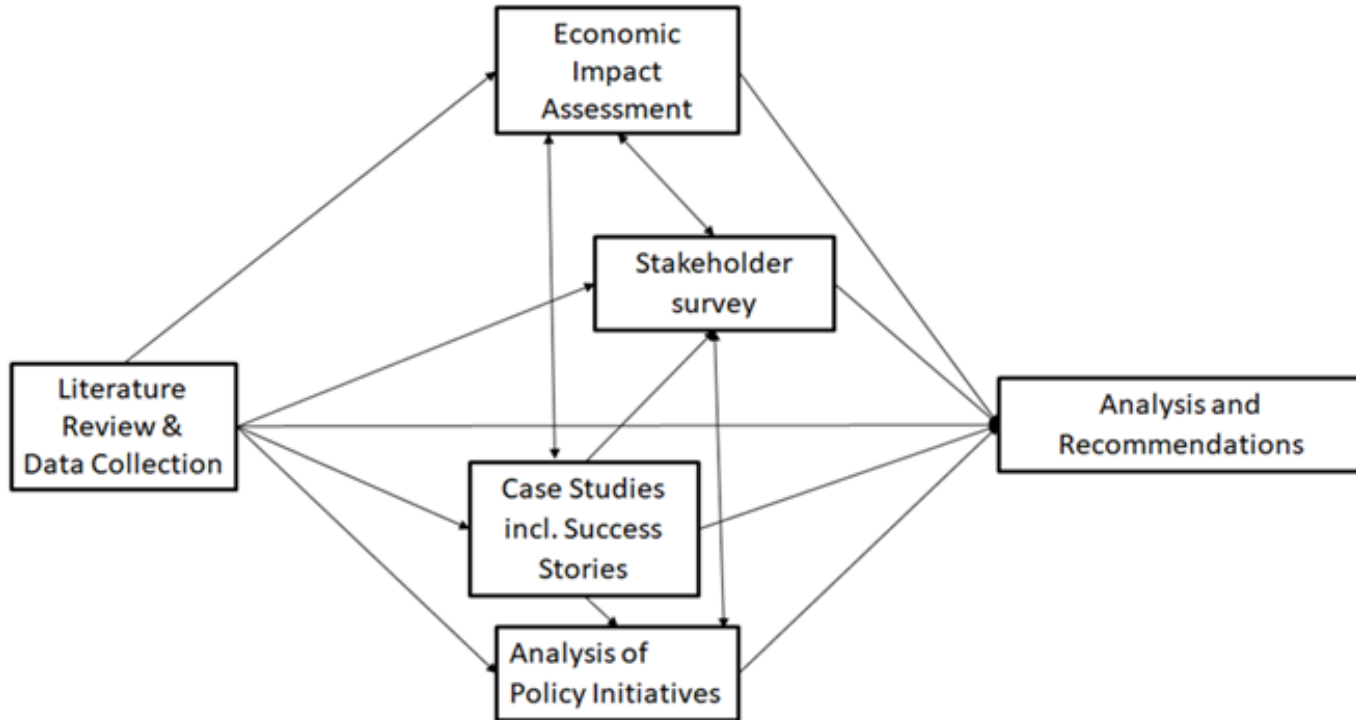 Economic
Impact
Assessment
Stakeholder
survey
Literature
Review &
Data Collection
Analysis and
Recommendations
Case Studies
incl. Success
Stories
Analysis of
Policy Initiatives